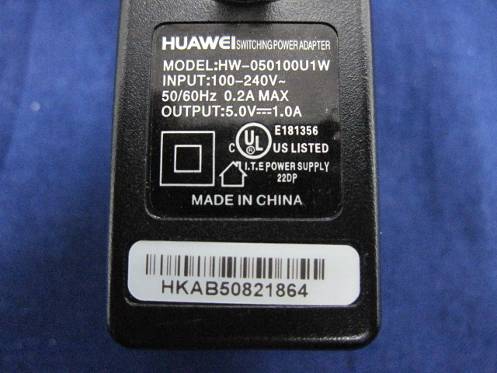 HUAWEI SWITCHING POWER ADAPTER
MODEL:HW-050100U1W
INPUT:100-240V~
50/60Hz 0.2A MAX
OUTPUT:5.0V⎓1.0A
E181356
C UL ® US LISTED
I.T.E POWER SUPPLY
22DP
MADE IN CHINA
HKAB50821864